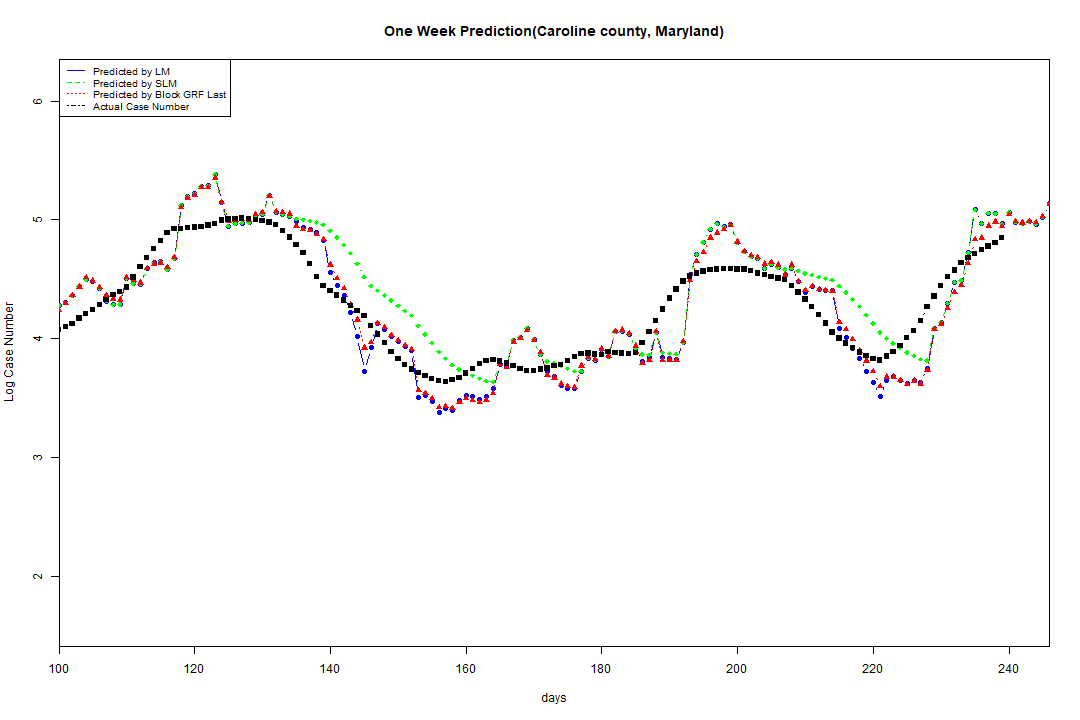 One Week Prediction(Caroline county, Maryland)
Predicted by LM
Predicted by SLM
Predicted by Block GRF Last
Actual Case Number
6
5
4
3
2
Log Case Number
100 120 140 160 180 200 220 240
days